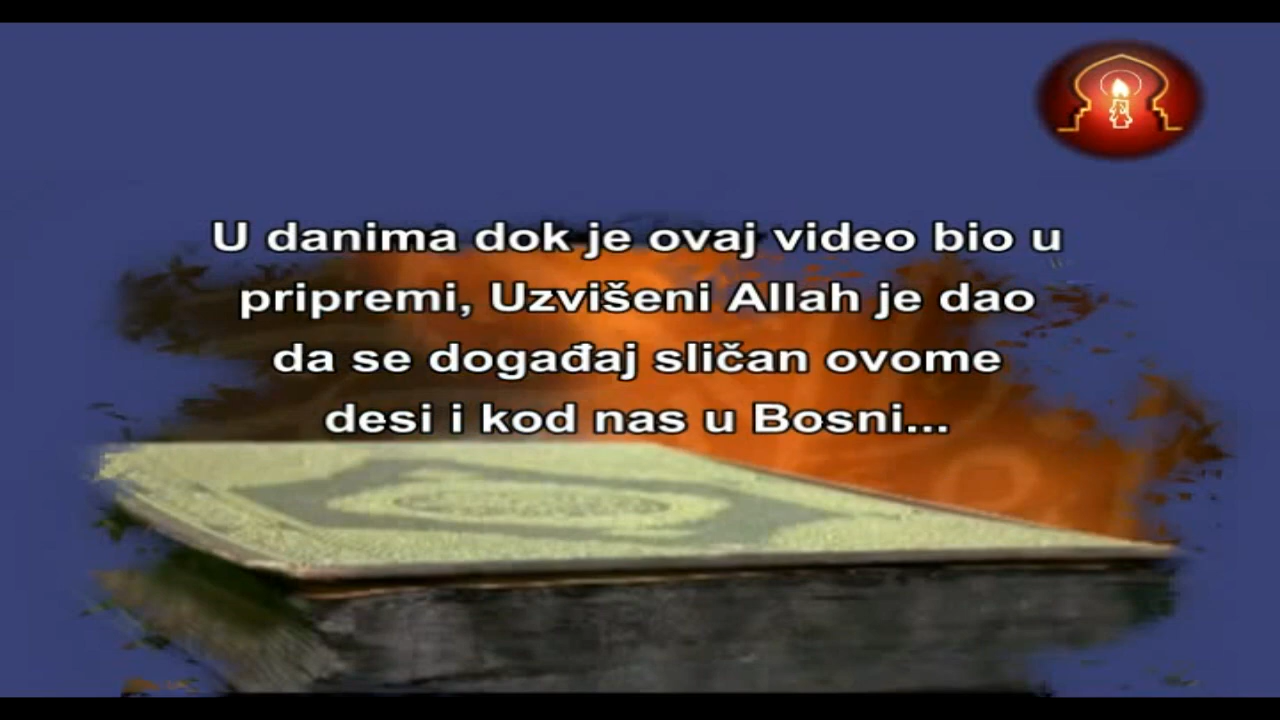 U danima dok je ovaj video bio u
pripremi, Uzvišeni Allah je dao
da se događaj sličan ovome
desi i kod nas u Bosni...